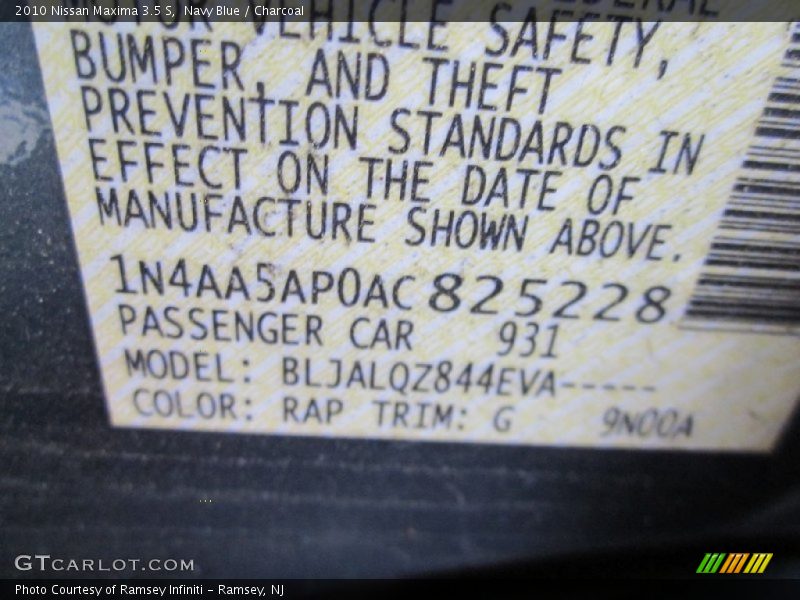 2010 Nissan Maxima 3.5 S, Navy Blue / Charcoal
VEHICLE SAFETY,
BUMPER, AND THEFT
PREVENTION STANDARDS IN
EFFECT ON THE DATE OF
MANUFACTURE SHOWN ABOVE.
1N4AA5AP0AC825228
PASSENGER CAR 931
MODEL: BLJALQZ844EVA-----
COLOR: RAP TRIM: G 9N00A
GTCARLOT.COM
Photo Courtesy of Ramsey Infiniti - Ramsey, NJ